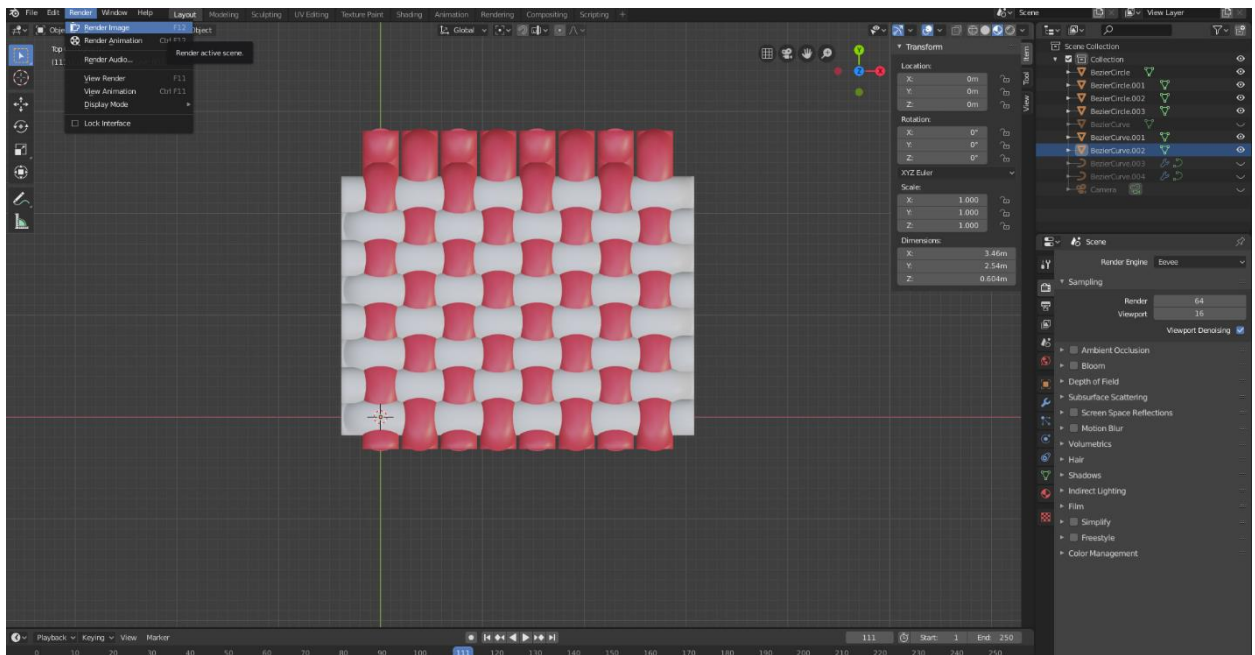 File Edit Render Window Help Layout Modeling Sculpting UV Editing Texture Paint Shading Animation Rendering Compositing Scripting + Scene View Layer
Render Image F12
Render Animation Ctrl F12
Render active scene.
Render Audio...
View Render F11
View Animation Ctrl F11
Display Mode
Lock Interface
Obje
bject
Global
Top
(11
Y
Z
X
Transform
Location:
X: 0m
Y: 0m
Z: 0m
Rotation:
X: 0°
Y: 0°
Z: 0°
XYZ Euler
Scale:
X: 1.000
Y: 1.000
Z: 1.000
Dimensions:
X: 3.46m
Y: 2.54m
Z: 0.604m
Item
Tool
View
Scene Collection
Collection
BezierCircle
BezierCircle.001
BezierCircle.002
BezierCircle.003
BezierCurve
BezierCurve.001
BezierCurve.002
BezierCurve.003
BezierCurve.004
Camera
Scene
Render Engine Eevee
Sampling
Render 64
Viewport 16
Viewport Denoising
Ambient Occlusion
Bloom
Depth of Field
Subsurface Scattering
Screen Space Reflections
Motion Blur
Volumetrics
Hair
Shadows
Indirect Lighting
Film
Simplify
Freestyle
Color Management
Playback Keying View Marker 111 Start: 1 End: 250
0 10 20 30 40 50 60 70 80 90 100 111 120 130 140 150 160 170 180 190 200 210 220 230 240 250